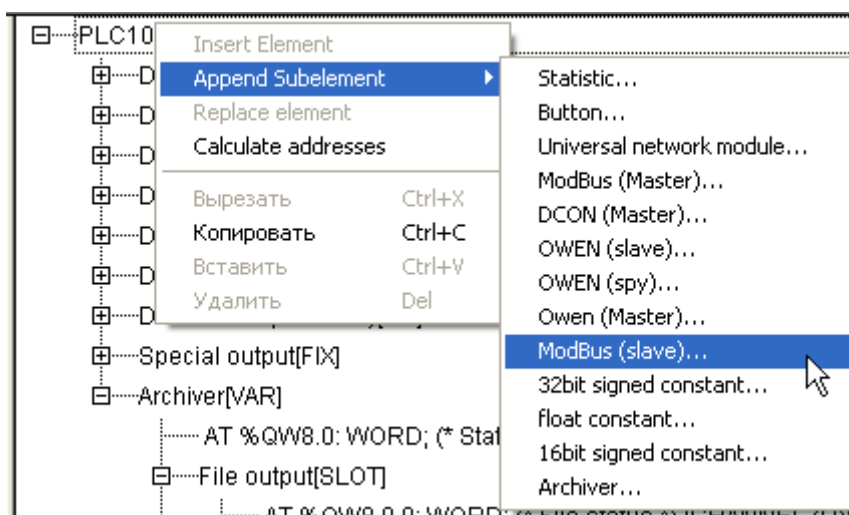 PLC10
Insert Element
Append Subelement
Replace element
Calculate addresses
Вырезать Ctrl+X
Копировать Ctrl+C
Вставить Ctrl+V
Удалить Del
Statistic...
Button...
Universal network module...
ModBus (Master)...
DCON (Master)...
OWEN (slave)...
OWEN (spy)...
Owen (Master)...
ModBus (slave)...
32bit signed constant...
float constant...
16bit signed constant...
Archiver...
D
D
D
D
D
D
D
Special output[FIX]
Archiver[VAR]
AT %QW8.0: WORD; (* Stat
File output[SLOT]